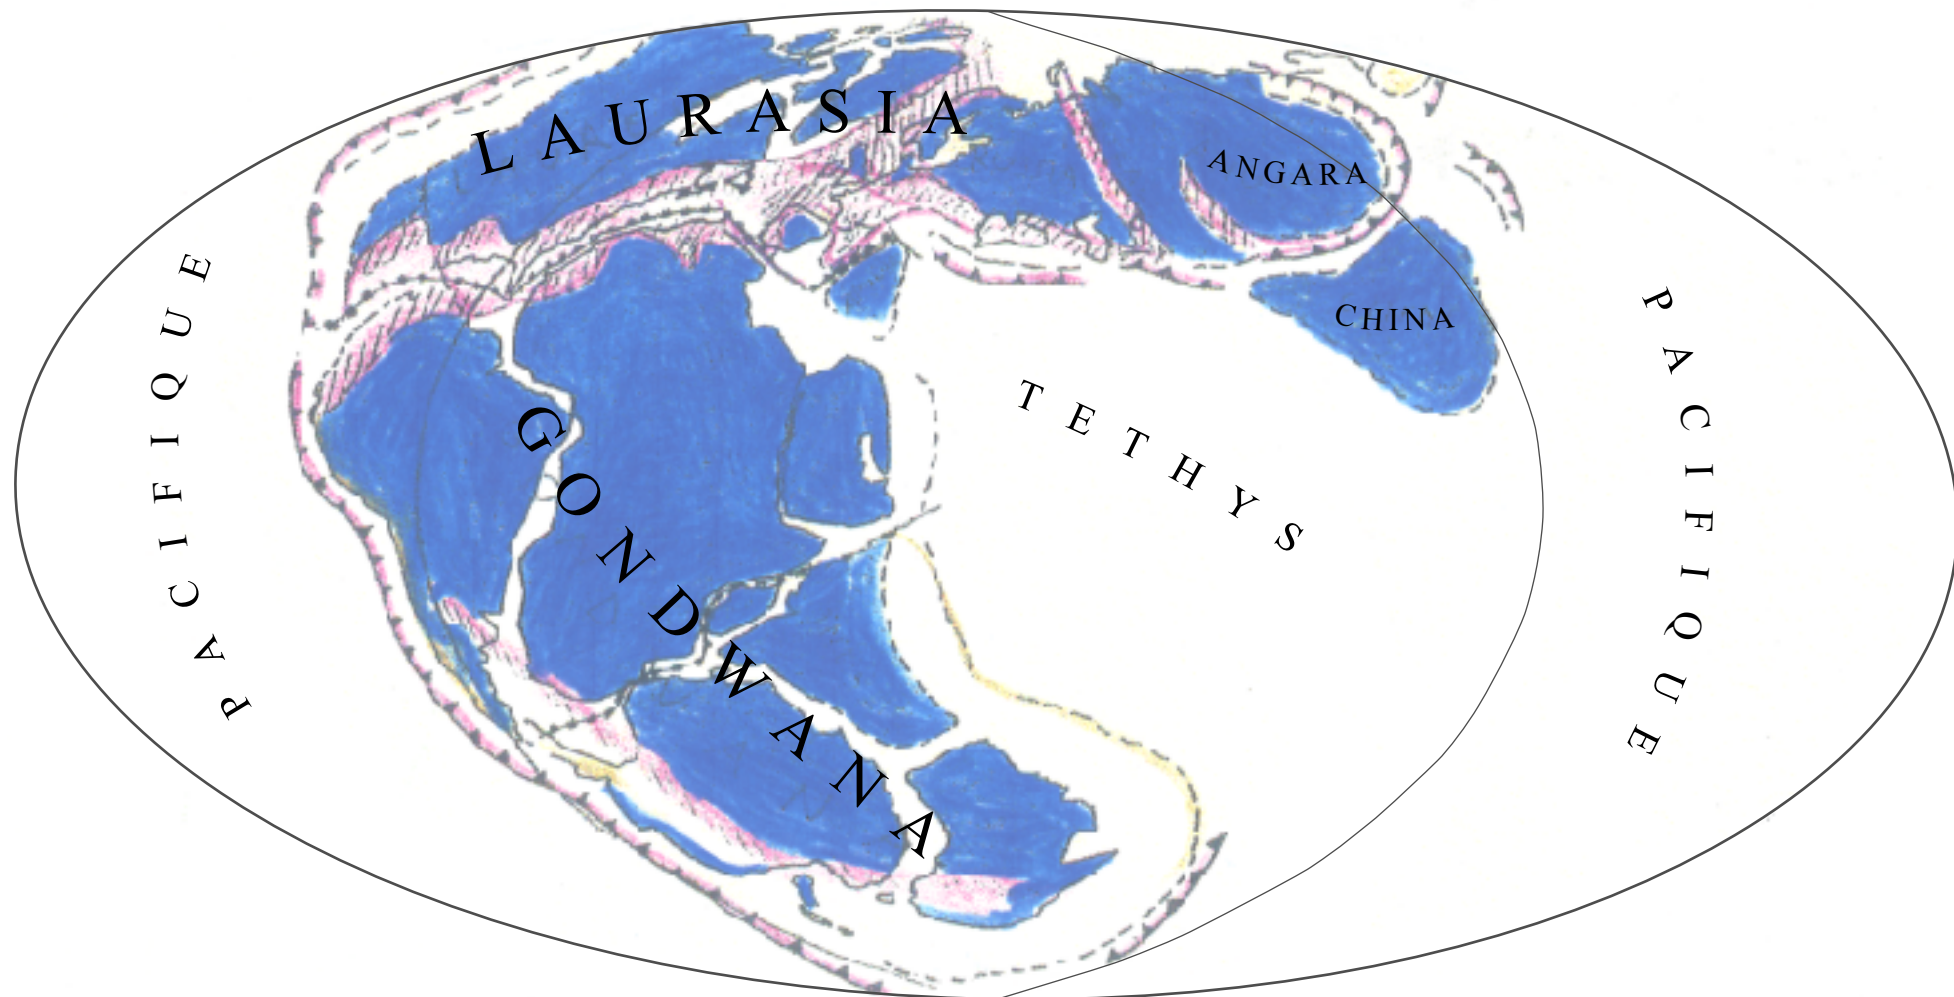 LAURASIA
ANGARA
CHINA
PACIFIQUE
GONDWANA
TETHYS
PACIFIQUE